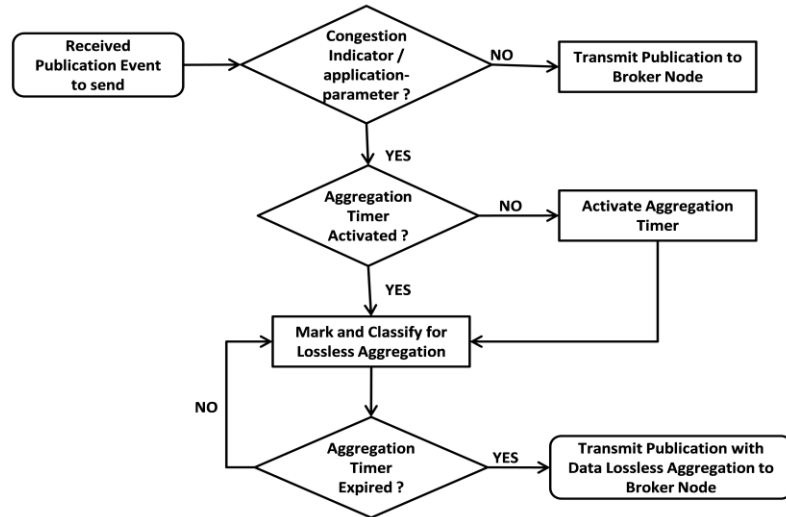 Received
Publication Event
to send
Congestion
Indicator /
application-
parameter ?
NO
Transmit Publication to
Broker Node
YES
Aggregation
Timer
Activated ?
NO
Activate Aggregation
Timer
YES
Mark and Classify for
Lossless Aggregation
NO
Aggregation
Timer
Expired ?
YES
Transmit Publication with
Data Lossless Aggregation to
Broker Node